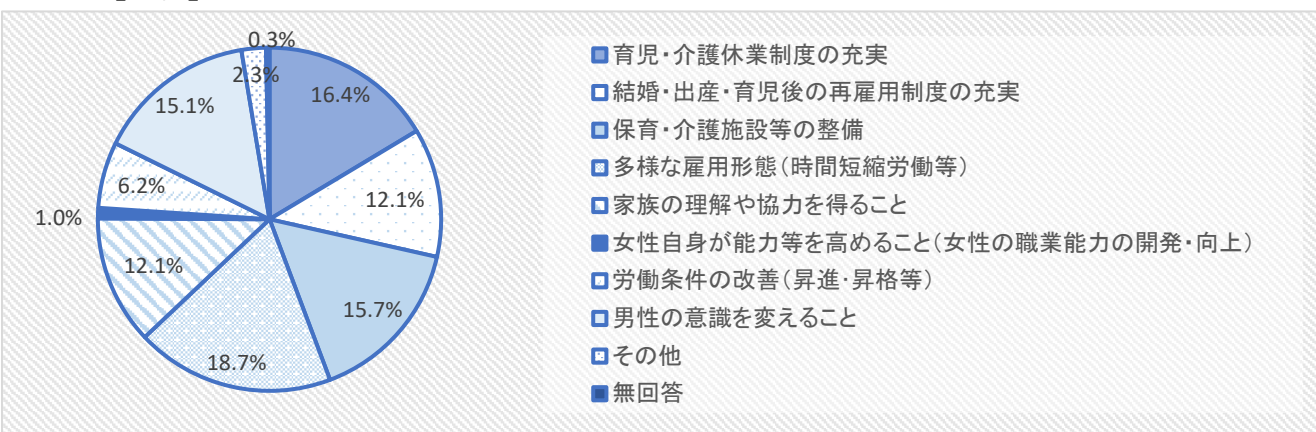 0.3%
2.3%
16.4%
15.1%
12.1%
6.2%
1.0%
12.1%
15.7%
18.7%
育児・介護休業制度の充実
結婚・出産・育児後の再雇用制度の充実
保育・介護施設等の整備
多様な雇用形態（時間短縮労働等）
家族の理解や協力を得ること
女性自身が能力等を高めること（女性の職業能力の開発・向上）
労働条件の改善（昇進・昇格等）
男性の意識を変えること
その他
無回答